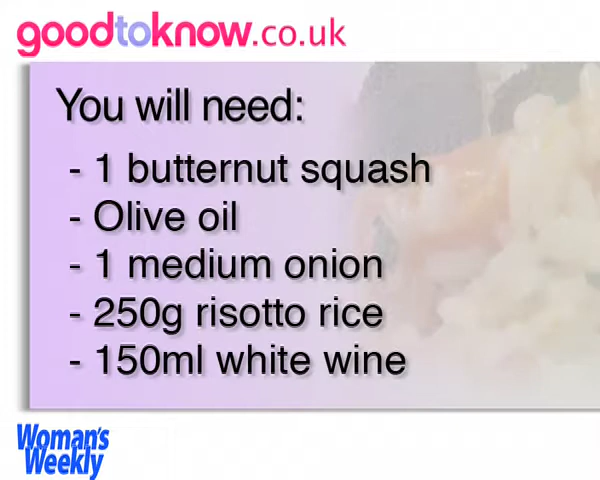 goodtoknow.co.uk
You will need:
- 1 butternut squash
- Olive oil
- 1 medium onion
- 250g risotto rice
- 150ml white wine
Woman's
Weekly